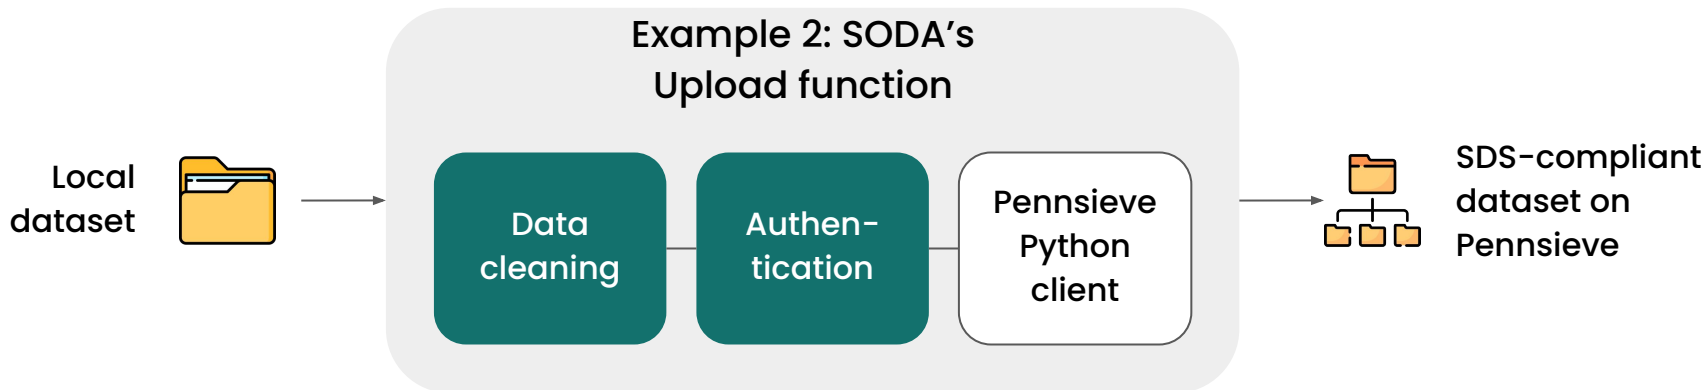 Example 2: SODA's
Upload function
Local
dataset
Data
cleaning
Authen-
tication
Pennsieve
Python
client
SDS-compliant
dataset on
Pennsieve